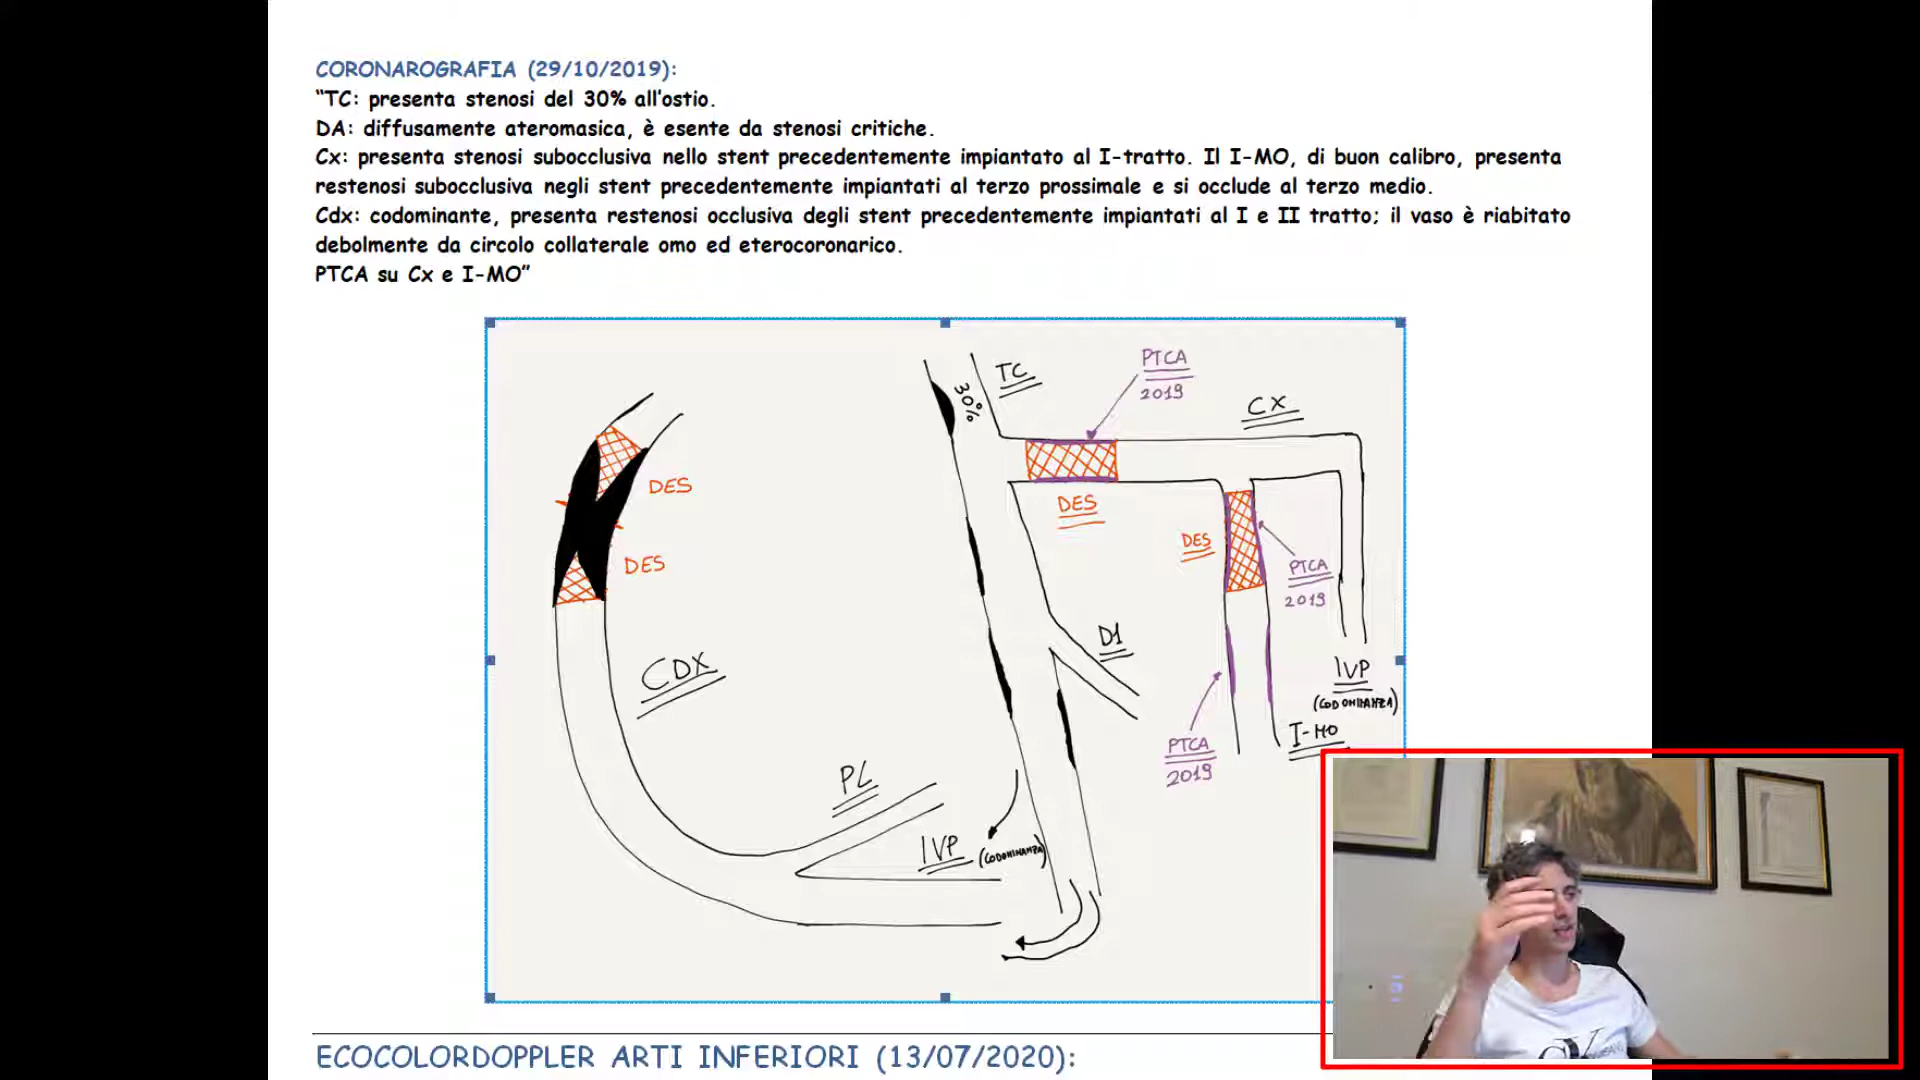 CORONAROGRAFIA (29/10/2019):
“TC: presenta stenosi del 30% all'ostio.
DA: diffusamente ateromasica, è esente da stenosi critiche.
Cx: presenta stenosi subocclusiva nello stent precedentemente impiantato al I-tratto. Il I-MO, di buon calibro, presenta
restenosi subocclusiva negli stent precedentemente impiantati al terzo prossimale e si occlude al terzo medio.
Cdx: codominante, presenta restenosi occlusiva degli stent precedentemente impiantati al I e II tratto; il vaso è riabitato
debolmente da circolo collaterale omo ed eterocoronarico.
PTCA su Cx e I-MO”
PTCA
2019
TC
30%
CX
DES
DES
DES
DES
PTCA
2019
D1
CDX
IVP
(CODOMINANZA)
I-MO
PTCA
2019
PL
IVP (CODOMINANZA)
ECOCOLORDOPPLER ARTI INFERIORI (13/07/2020):